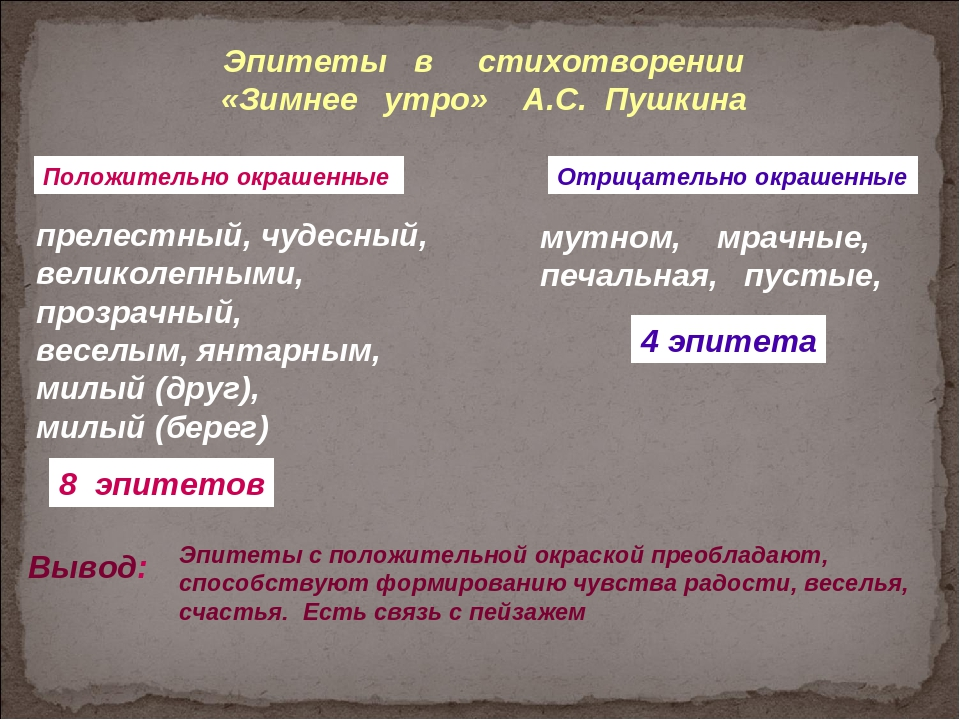 Эпитеты в стихотворении
«Зимнее утро» А.С. Пушкина
Положительно окрашенные
прелестный, чудесный,
великолепными,
прозрачный,
веселым, янтарным,
милый (друг),
милый (берег)
8 эпитетов
Отрицательно окрашенные
мутном, мрачные,
печальная, пустые,
4 эпитета
Вывод:
Эпитеты с положительной окраской преобладают,
способствуют формированию чувства радости, веселья,
счастья. Есть связь с пейзажем